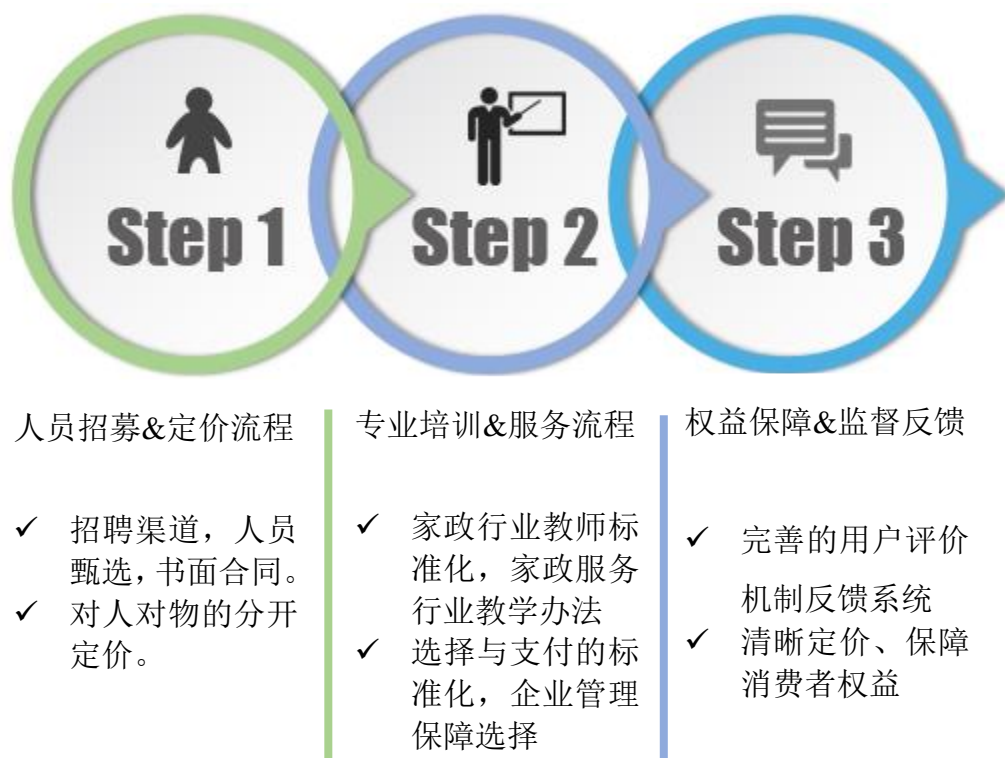 Step 1
Step 2
Step 3
人员招募&定价流程
✓ 招聘渠道，人员
甄选，书面合同。
✓ 对人对物的分开
定价。
专业培训&服务流程
✓ 家政行业教师标
准化，家政服务
行业教学办法
✓ 选择与支付的标
准化，企业管理
保障选择
权益保障&监督反馈
✓ 完善的用户评价
机制反馈系统
✓ 清晰定价、保障
消费者权益